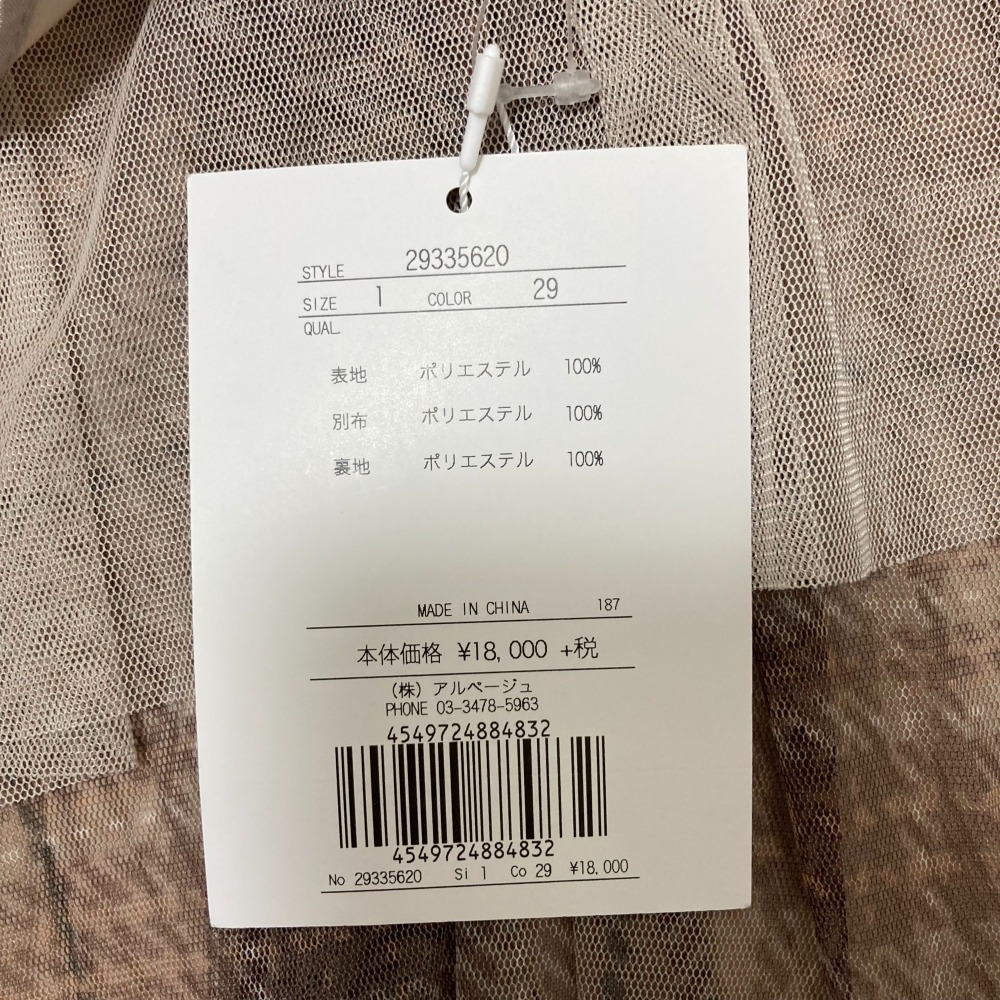 STYLE 29335620
SIZE 1 COLOR 29
QUAL.
表地 ポリエステル 100%
別布 ポリエステル 100%
裏地 ポリエステル 100%
MADE IN CHINA 187
本体価格 ¥18,000 +税
(株) アルページュ
PHONE 03-3478-5963
4549724884832
4549724884832
No 29335620 Si 1 Co 29 ¥18,000